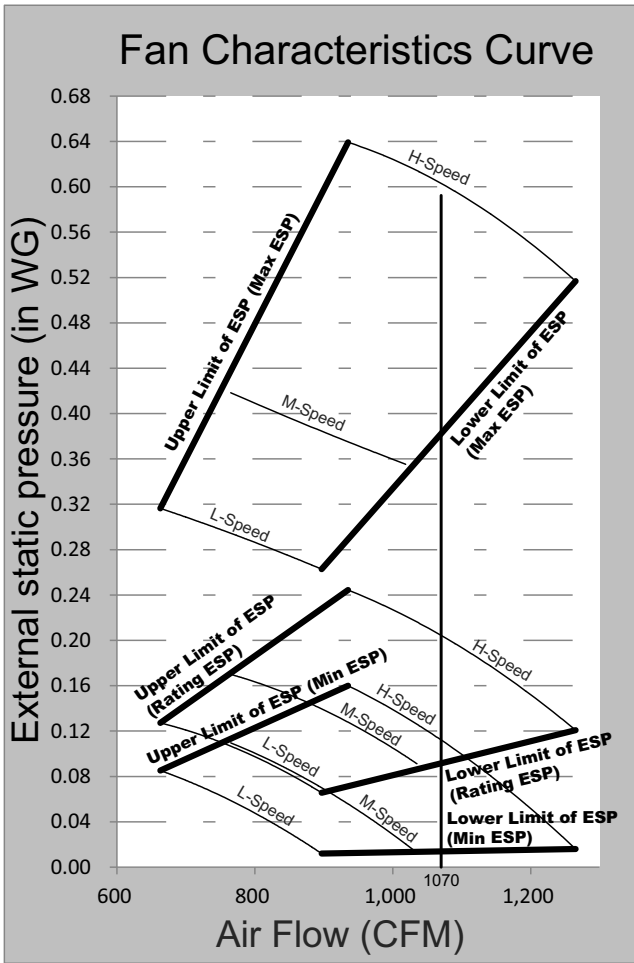 Fan Characteristics Curve
External static pressure (in WG)
0.68
0.64
0.60
0.56
0.52
0.48
0.44
0.40
0.36
0.32
0.28
0.24
0.20
0.16
0.12
0.08
0.04
0.00
H-Speed
Upper Limit of ESP (Max ESP)
Lower Limit of ESP
(Max ESP)
M-Speed
L-Speed
Upper Limit of ESP
(Rating ESP)
H-Speed
Upper Limit of ESP (Min ESP)
H-Speed
M-Speed
L-Speed
Lower Limit of ESP
(Rating ESP)
L-Speed
M-Speed
Lower Limit of ESP
(Min ESP)
600
800
1,000
1070
1,200
Air Flow (CFM)